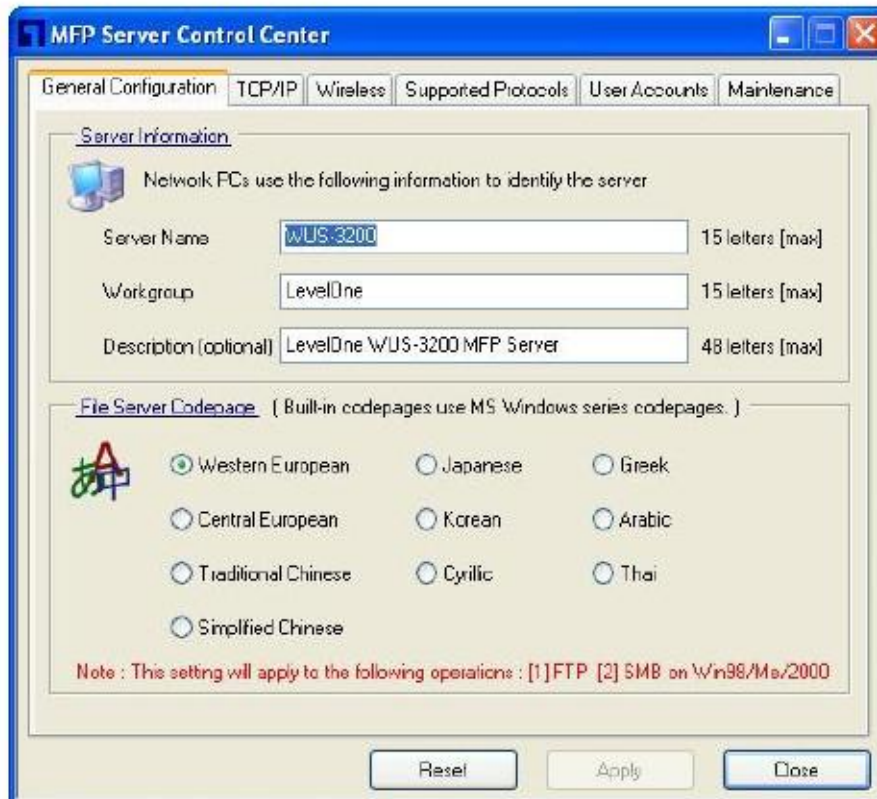 MFP Server Control Center
General Configuration TCP/IP Wireless Supported Protocols User Accounts Maintenance
Server Information
Network PCs use the following information to identify the server
Server Name WUS-3200 15 letters [max]
Workgroup LevelOne 15 letters [max]
Description (optional) LevelOne WUS-3200 MFP Server 48 letters [max]
File Server Codepage ( Built-in codepages use MS Windows series codepages. )
あA中
Western European Japanese Greek
Central European Korean Arabic
Traditional Chinese Cyrillic Thai
Simplified Chinese
Note : This setting will apply to the following operations : [1] FTP [2] SMB on Win98/Me/2000
Reset Apply Close